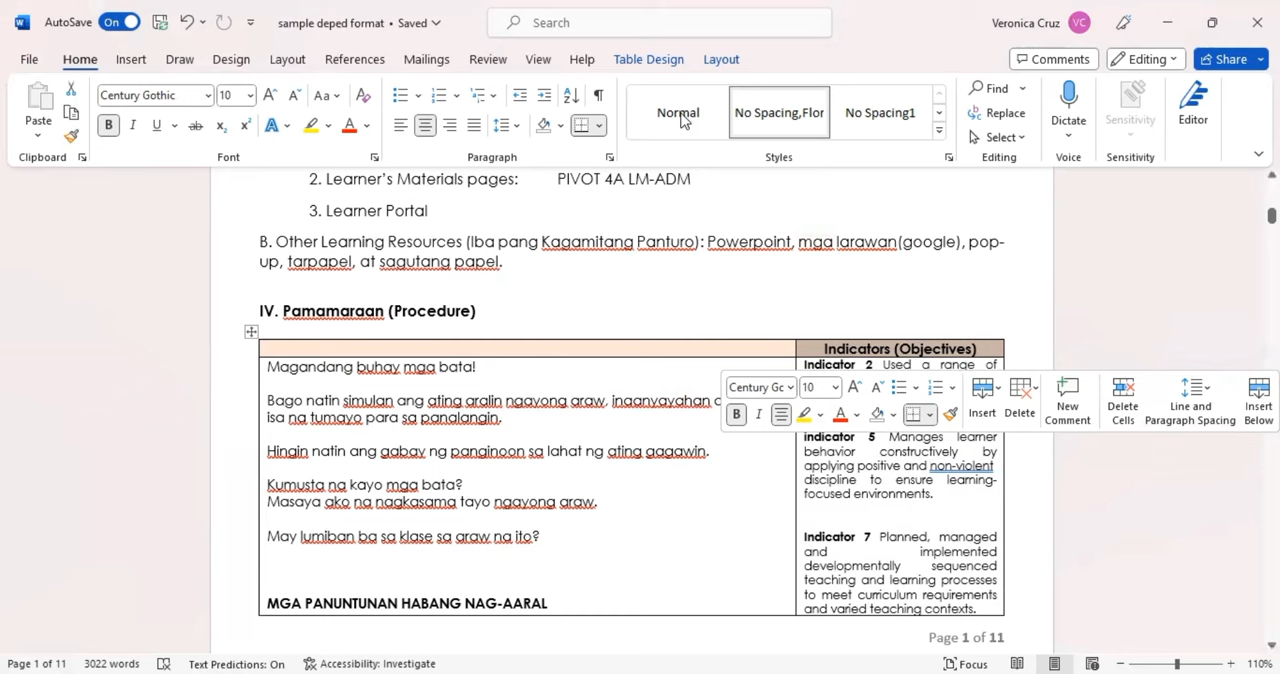 AutoSave On sample deped format • Saved Search Veronica Cruz VC
File Home Insert Draw Design Layout References Mailings Review View Help Table Design Layout Comments Editing Share
Paste Century Gothic 10 Aa Normal No Spacing,Flor No Spacing1 Find Replace Select Dictate Sensitivity Editor
Clipboard Font Paragraph Styles Editing Voice Sensitivity Editor
2. Learner's Materials pages: PIVOT 4A LM-ADM
3. Learner Portal
B. Other Learning Resources (Iba pang Kagamitang Panturo): Powerpoint, mga larawan(google), pop-
up, tarpapel, at sagutang papel.
IV. Pamamaraan (Procedure)
Indicators (Objectives)
Magandang buhay mga bata!
Bago natin simulan ang ating aralin ngayong araw, inaanyayahan
isa na tumayo para sa panalangin.
Hingin natin ang gabay ng panginoon sa lahat ng ating gagawin.
Kumusta na kayo mga bata?
Masaya ako na nagkasama tayo ngayong araw.
May lumiban ba sa klase sa araw na ito?
MGA PANUNTUNAN HABANG NAG-AARAL
Indicator 2 Used a range of
Century Gc 10 Insert Delete New Comment Delete Cells Line and Paragraph Spacing Insert Below
Indicator 5 Manages learner
behavior constructively by
applying positive and non-violent
discipline to ensure learning-
focused environments.
Indicator 7 Planned, managed
and implemented
developmentally sequenced
teaching and learning processes
to meet curriculum requirements
and varied teaching contexts.
Page 1 of 11
Page 1 of 11 3022 words Text Predictions: On Accessibility: Investigate Focus 110%